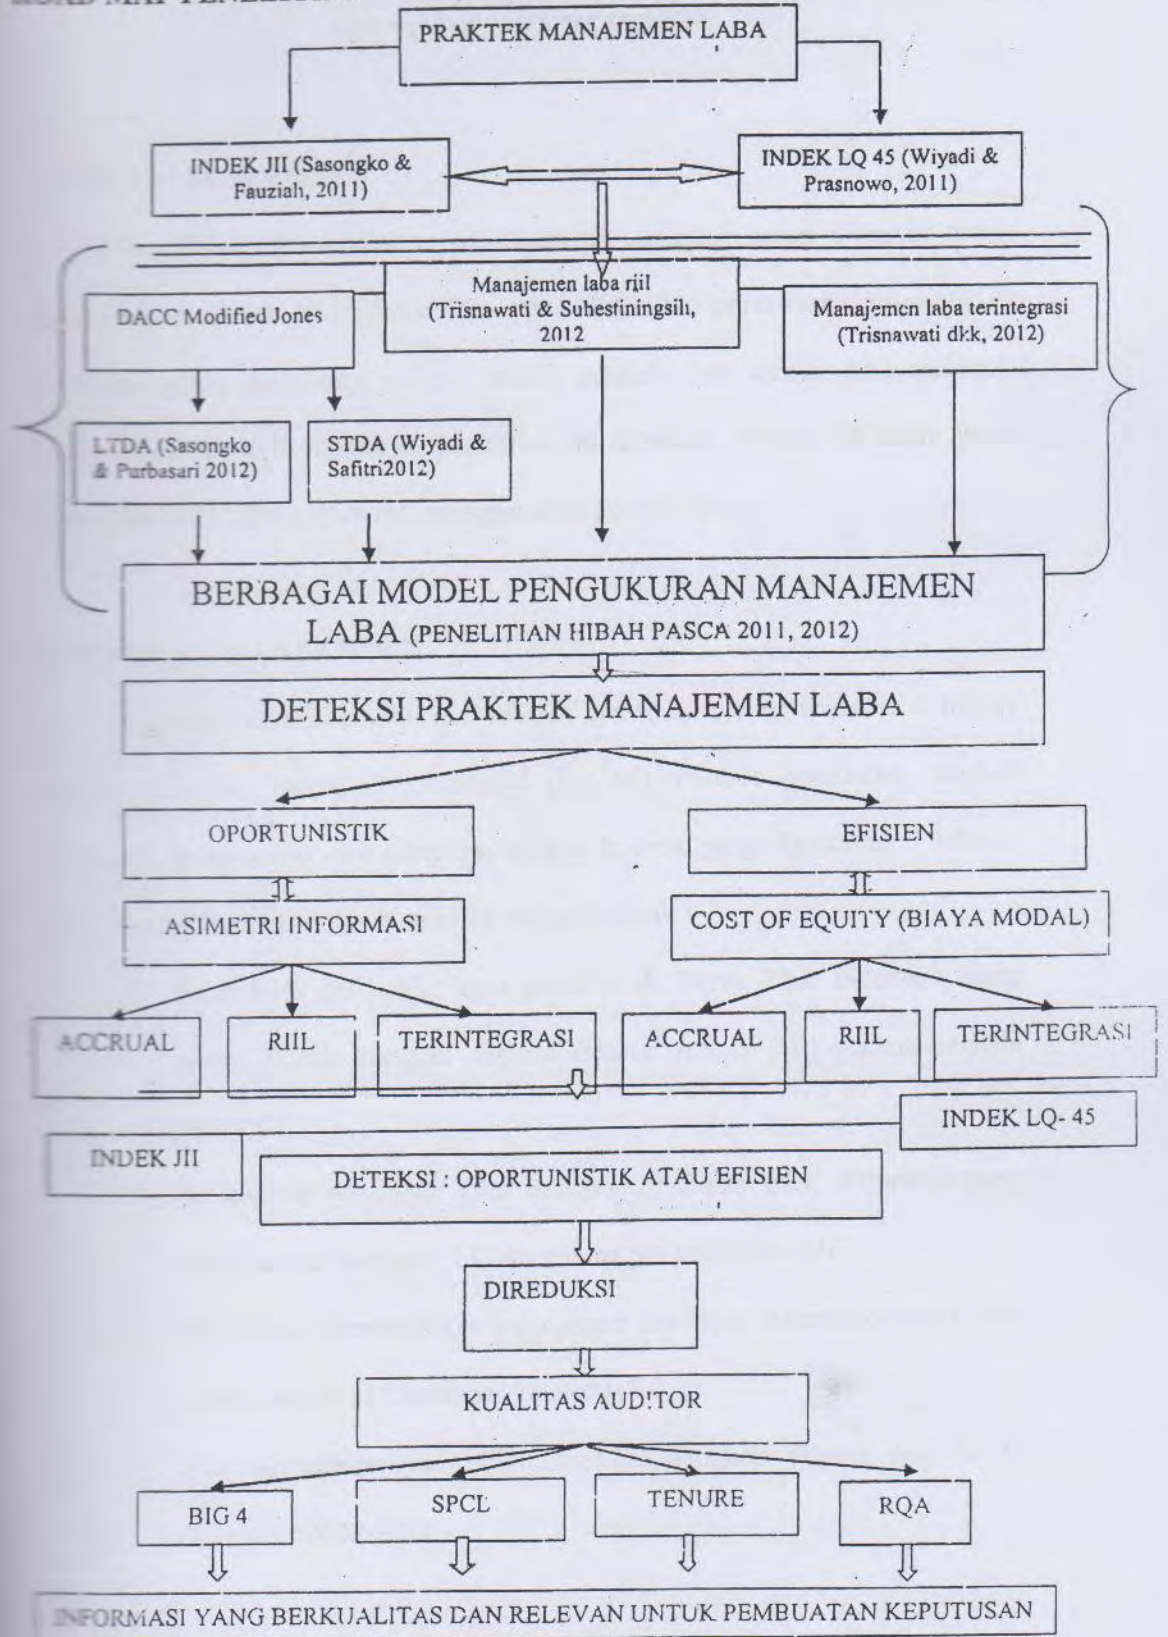 PRAKTEK MANAJEMEN LABA
INDEK JII (Sasongko &
Fauziah, 2011)
INDEK LQ 45 (Wiyadi &
Prasnowo, 2011)
DACC Modified Jones
Manajemen laba riil
(Trisnawati & Suhestiningsih,
2012
Manajemen laba terintegrasi
(Trisnawati dkk, 2012)
LTDA (Sasongko
& Purbasari 2012)
STDA (Wiyadi &
Safitri2012)
BERBAGAI MODEL PENGUKURAN MANAJEMEN
LABA (PENELITIAN HIBAH PASCA 2011, 2012)
DETEKSI PRAKTEK MANAJEMEN LABA
OPORTUNISTIK
EFISIEN
ASIMETRI INFORMASI
COST OF EQUITY (BIAYA MODAL)
ACCRUAL
RIIL
TERINTEGRASI
ACCRUAL
RIIL
TERINTEGRASI
INDEK LQ- 45
INDEK JII
DETEKSI : OPORTUNISTIK ATAU EFISIEN
DIREDUKSI
KUALITAS AUDITOR
BIG 4
SPCL
TENURE
RQA
INFORMASI YANG BERKUALITAS DAN RELEVAN UNTUK PEMBUATAN KEPUTUSAN